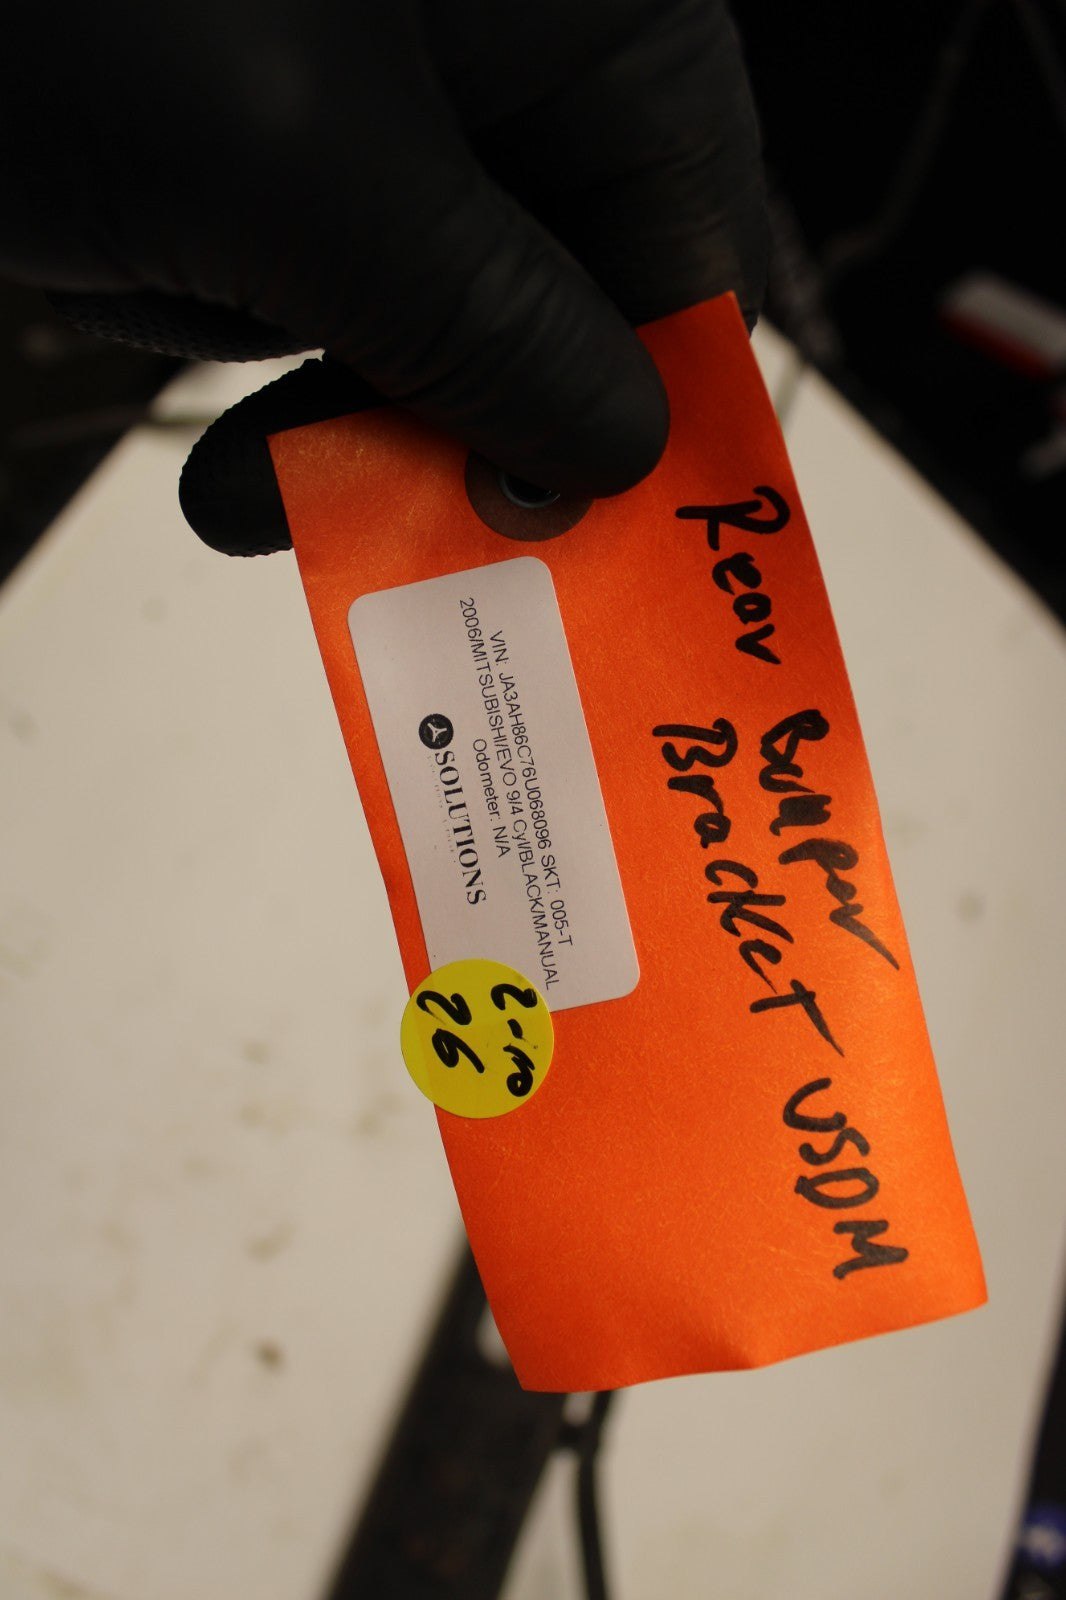 Rear Bumper
Bracket USDM
VIN: JA3AH86C76U068096 SKT: 005-T
2006/MITSUBISHI/EVO 9/4 Cyl/BLACK/MANUAL
Odometer: N/A
SOLUTIONS
2-10
26